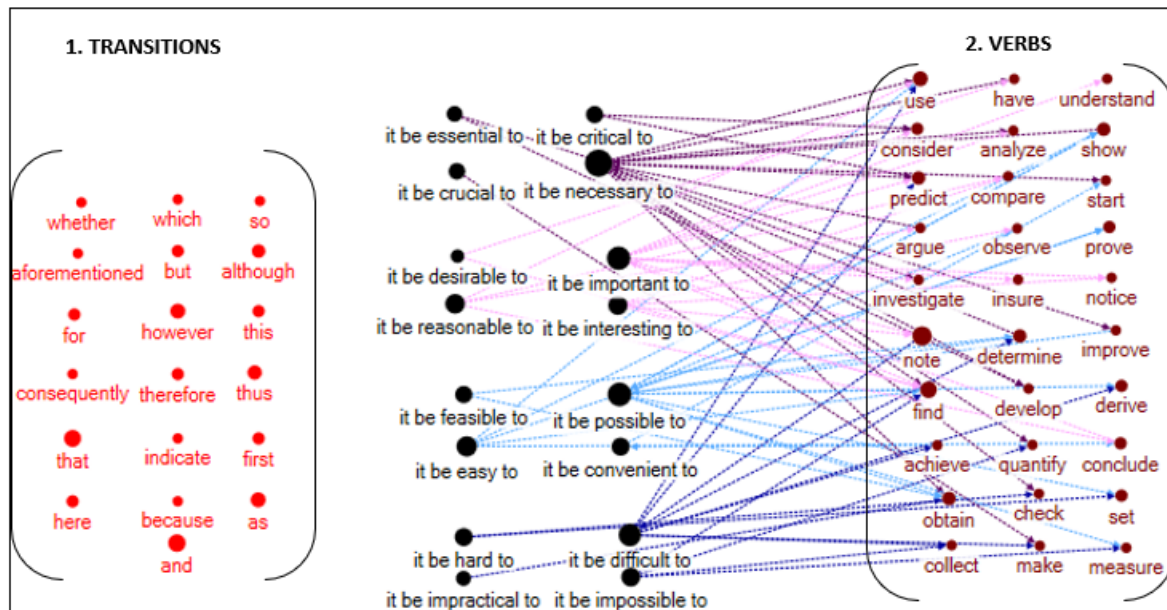 1. TRANSITIONS
whether which so
aforementioned but although
for however this
consequently therefore thus
that indicate first
here because as
and
it be essential to it be critical to
it be crucial to it be necessary to
it be desirable to it be important to
it be reasonable to it be interesting to
it be feasible to it be possible to
it be easy to it be convenient to
it be hard to it be difficult to
it be impractical to it be impossible to
2. VERBS
use have understand
consider analyze show
predict compare start
argue observe prove
investigate insure notice
note determine improve
find develop derive
achieve quantify conclude
obtain check set
collect make measure